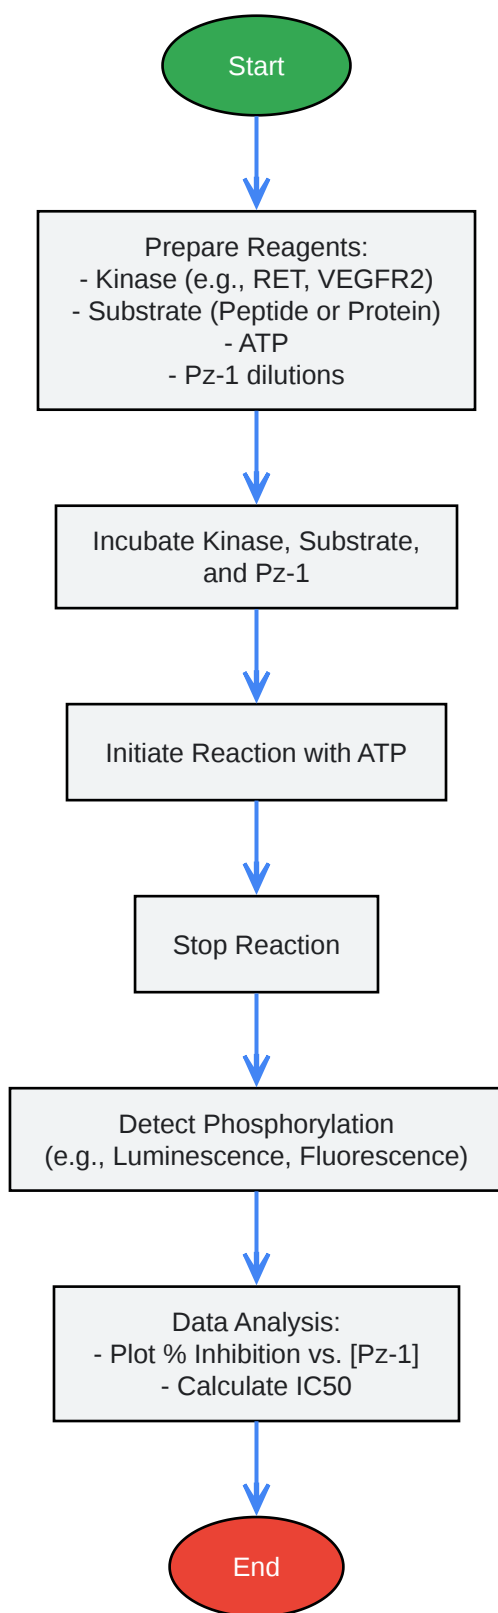 Start
Prepare Reagents:
- Kinase (e.g., RET, VEGFR2)
- Substrate (Peptide or Protein)
- ATP
- Pz-1 dilutions
Incubate Kinase, Substrate,
and Pz-1
Initiate Reaction with ATP
Stop Reaction
Detect Phosphorylation
(e.g., Luminescence, Fluorescence)
Data Analysis:
- Plot % Inhibition vs. [Pz-1]
- Calculate IC50
End